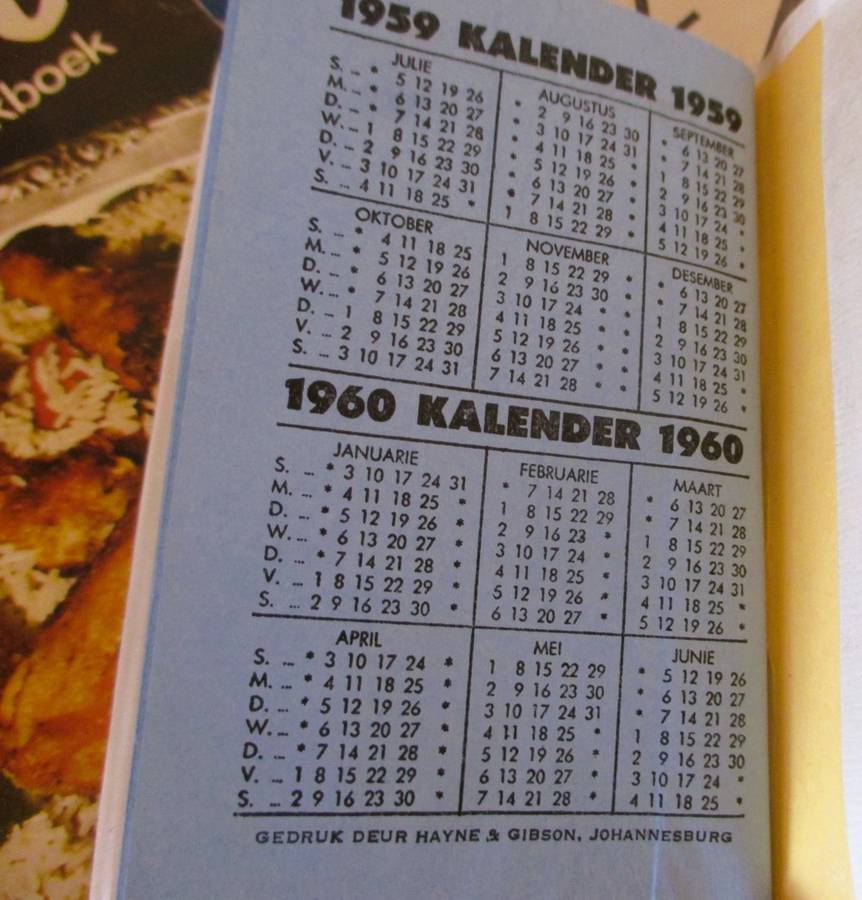 kboek
1959 KALENDER 1959
JULIE
S. ... * 5 12 19 26
M. ... * 6 13 20 27
D. ... * 7 14 21 28
W. ... 1 8 15 22 29
D. ... 2 9 16 23 30
V. ... 3 10 17 24 31
S. ... 4 11 18 25 *
AUGUSTUS
* 2 9 16 23 30
* 3 10 17 24 31
* 4 11 18 25 *
* 5 12 19 26 *
* 6 13 20 27 *
* 7 14 21 28 *
1 8 15 22 29 *
SEPTEMBER
* 6 13 20 27
* 7 14 21 28
1 8 15 22 29
2 9 16 23 30
3 10 17 24 *
4 11 18 25 *
5 12 19 26 *
OKTOBER
S. ... * 4 11 18 25
M. ... * 5 12 19 26
D. ... * 6 13 20 27
W. ... * 7 14 21 28
D. ... 1 8 15 22 29
V. ... 2 9 16 23 30
S. ... 3 10 17 24 31
NOVEMBER
1 8 15 22 29 *
2 9 16 23 30 *
3 10 17 24 * *
4 11 18 25 * *
5 12 19 26 * *
6 13 20 27 * *
7 14 21 28 * *
DESEMBER
* 6 13 20 27
* 7 14 21 28
1 8 15 22 29
2 9 16 23 30
3 10 17 24 31
4 11 18 25 *
5 12 19 26 *
1960 KALENDER 1960
JANUARIE
S. ... * 3 10 17 24 31
M. ... * 4 11 18 25 *
D. ... * 5 12 19 26 *
W. ... * 6 13 20 27 *
D. ... * 7 14 21 28 *
V. ... 1 8 15 22 29 *
S. ... 2 9 16 23 30 *
FEBRUARIE
* 7 14 21 28
1 8 15 22 29
2 9 16 23 *
3 10 17 24 *
4 11 18 25 *
5 12 19 26 *
6 13 20 27 *
MAART
* 6 13 20 27
* 7 14 21 28
1 8 15 22 29
2 9 16 23 30
3 10 17 24 31
4 11 18 25 *
5 12 19 26 *
APRIL
S. ... * 3 10 17 24 *
M. ... * 4 11 18 25 *
D. ... * 5 12 19 26 *
W. ... * 6 13 20 27 *
D. ... * 7 14 21 28 *
V. ... 1 8 15 22 29 *
S. ... 2 9 16 23 30 *
MEI
1 8 15 22 29
2 9 16 23 30
3 10 17 24 31
4 11 18 25 *
5 12 19 26 *
6 13 20 27 *
7 14 21 28 *
JUNIE
* 5 12 19 26
* 6 13 20 27
* 7 14 21 28
1 8 15 22 29
2 9 16 23 30
3 10 17 24 *
4 11 18 25 *
GEDRUK DEUR HAYNE & GIBSON, JOHANNESBURG